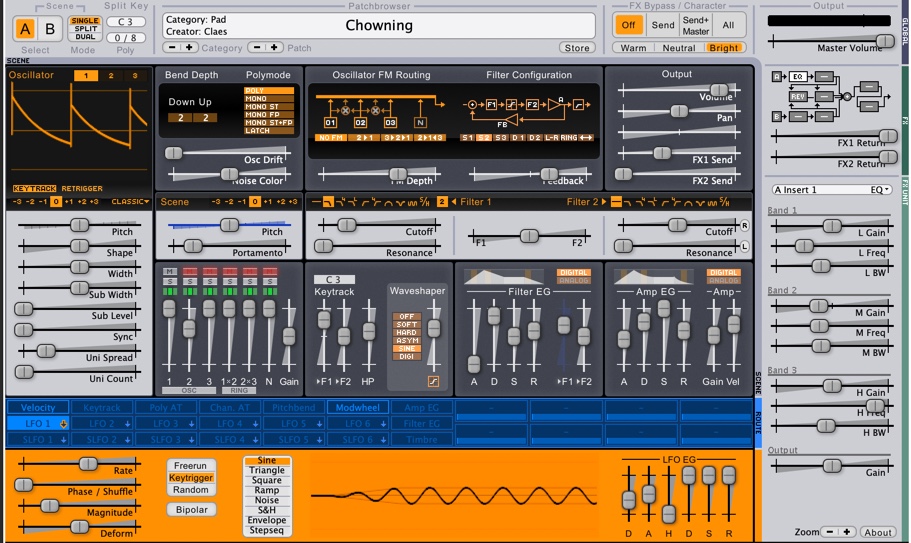 Scene
A B
Select
SINGLE
SPLIT
DUAL
Mode
Split Key
C 3
0 / 8
Poly
Patchbrowser
Category: Pad
Creator: Claes
Chowning
- + Category - + Patch
Store
FX Bypass / Character
Off Send Send+ Master All
Warm Neutral Bright
Output
Master Volume
GLOBAL
SCENE
Oscillator 1 2 3
KEYTRACK RETRIGGER
-3 -2 -1 0 +1 +2 +3 CLASSIC
Pitch
Shape
Width
Sub Width
Sub Level
Sync
Uni Spread
Uni Count
Bend Depth
Down Up
2 2
Polymode
POLY
MONO
MONO ST
MONO FP
MONO ST+FP
LATCH
Osc Drift
Noise Color
Oscillator FM Routing
O1 O2 O3 N
NO FM 2▸1 3▸2▸1 2▸1◂3
FM Depth
Filter Configuration
F1 F2 A
FB
S1 S2 S3 D1 D2 L-R RING
Feedback
Output
Volume
Pan
FX1 Send
FX2 Send
Scene -3 -2 -1 0 +1 +2 +3
Pitch
Portamento
2 Filter 1
Filter 2
Cutoff
Resonance
F1 F2
Cutoff R
Resonance L
M M M M M M
S S S S S S
1 2 3 1×2 2×3 N Gain
OSC RING
C 3
Keytrack
▸F1 ▸F2 HP
Waveshaper
OFF
SOFT
HARD
ASYM
SINE
DIGI
DIGITAL
ANALOG
Filter EG
A D S R ▸F1 ▸F2
DIGITAL
ANALOG
Amp EG
Amp
A D S R Gain Vel
SCENE
ROUTE
Velocity Keytrack Poly AT Chan. AT Pitchbend Modwheel Amp EG
LFO 1 LFO 2 LFO 3 LFO 4 LFO 5 LFO 6 Filter EG
SLFO 1 SLFO 2 SLFO 3 SLFO 4 SLFO 5 SLFO 6 Timbre
Rate
Phase / Shuffle
Magnitude
Deform
Freerun
Keytrigger
Random
Bipolar
Sine
Triangle
Square
Ramp
Noise
S&H
Envelope
Stepseq
LFO EG
D A H D S R
A EQ
REV
B
FX1 Return
FX2 Return
FX
FX UNIT
A Insert 1 EQ
Band 1
L Gain
L Freq
L BW
Band 2
M Gain
M Freq
M BW
Band 3
H Gain
H Freq
H BW
Output
Gain
Zoom - + About